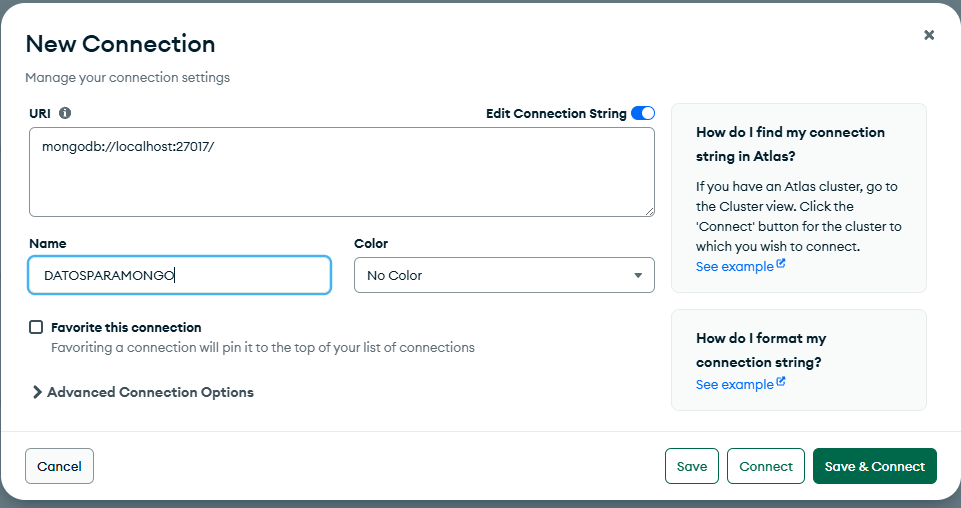 New Connection
Manage your connection settings
URI
Edit Connection String
mongodb://localhost:27017/
Name
Color
DATOSPARAMONGO
No Color
Favorite this connection
Favoriting a connection will pin it to the top of your list of connections
Advanced Connection Options
How do I find my connection
string in Atlas?
If you have an Atlas cluster, go to
the Cluster view. Click the
'Connect' button for the cluster to
which you wish to connect.
See example
How do I format my
connection string?
See example
Cancel
Save
Connect
Save & Connect